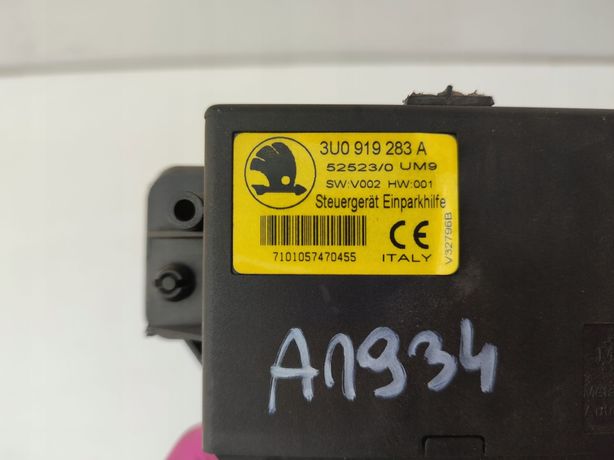 3U0 919 283 A
52523/0 UM9
SW:V002 HW:001
Steuergerät Einparkhilfe
7101057470455
CE
ITALY
V32796B
A1934